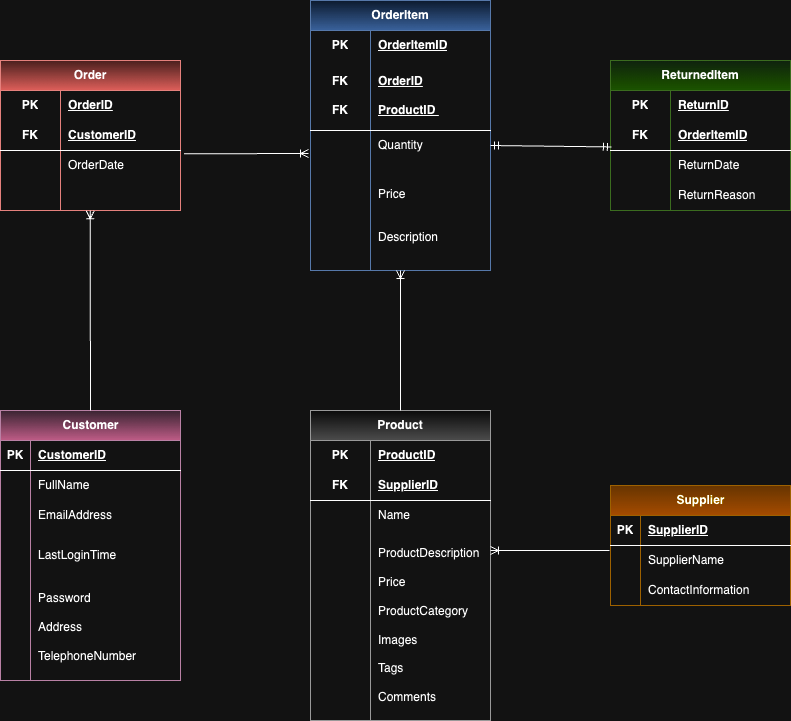 OrderItem
PK OrderItemID
FK OrderID
FK ProductID
Quantity
Price
Description
Order
PK OrderID
FK CustomerID
OrderDate
ReturnedItem
PK ReturnID
FK OrderItemID
ReturnDate
ReturnReason
Customer
PK CustomerID
FullName
EmailAddress
LastLoginTime
Password
Address
TelephoneNumber
Product
PK ProductID
FK SupplierID
Name
ProductDescription
Price
ProductCategory
Images
Tags
Comments
Supplier
PK SupplierID
SupplierName
ContactInformation